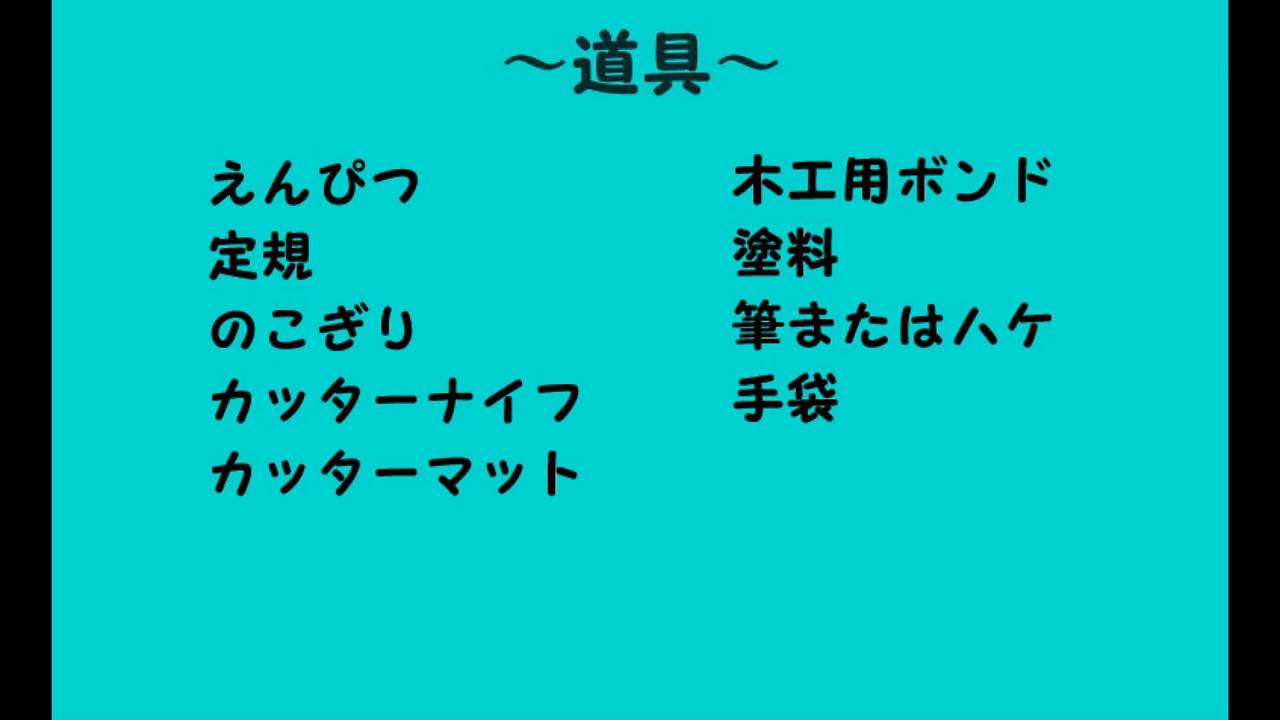 ～道具～
えんぴつ
定規
のこぎり
カッターナイフ
カッターマット
木工用ボンド
塗料
筆またはハケ
手袋